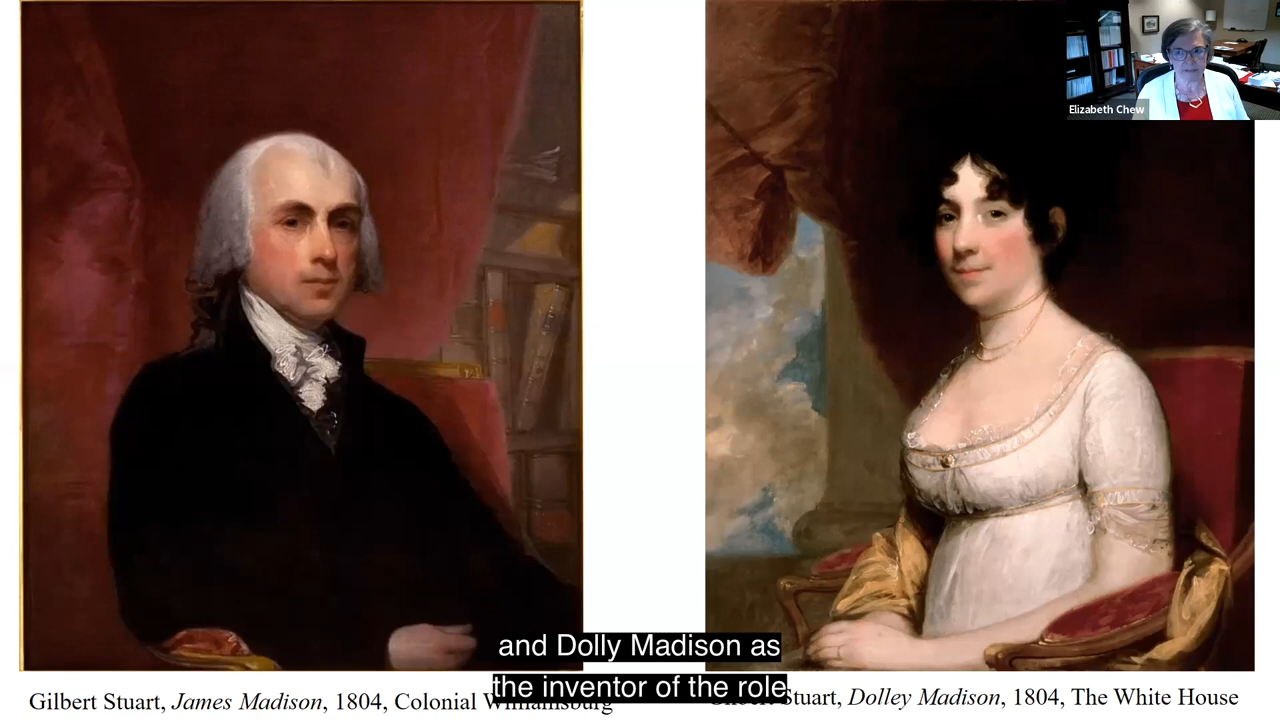 Elizabeth Chew
and Dolly Madison as
the inventor of the role
Gilbert Stuart, James Madison, 1804, Colonial Williamsburg
Stuart, Dolley Madison, 1804, The White House